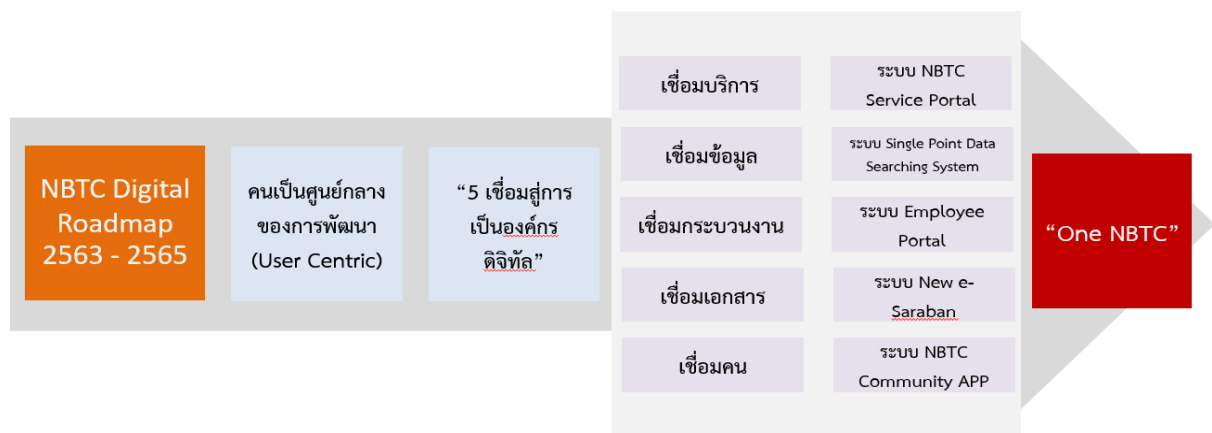 NBTC Digital
Roadmap
2563 - 2565
คนเป็นศูนย์กลาง
ของการพัฒนา
(User Centric)
“5 เชื่อมสู่การ
เป็นองค์กร
ดิจิทัล”
เชื่อมบริการ
ระบบ NBTC
Service Portal
เชื่อมข้อมูล
ระบบ Single Point Data
Searching System
เชื่อมกระบวนงาน
ระบบ Employee
Portal
เชื่อมเอกสาร
ระบบ New e-
Saraban
เชื่อมคน
ระบบ NBTC
Community APP
“One NBTC”